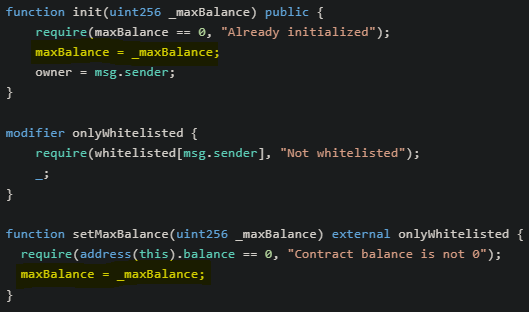 function init(uint256 _maxBalance) public {
    require(maxBalance == 0, "Already initialized");
    maxBalance = _maxBalance;
    owner = msg.sender;
}

modifier onlyWhitelisted {
    require(whitelisted[msg.sender], "Not whitelisted");
    _;
}

function setMaxBalance(uint256 _maxBalance) external onlyWhitelisted {
  require(address(this).balance == 0, "Contract balance is not 0");
  maxBalance = _maxBalance;
}